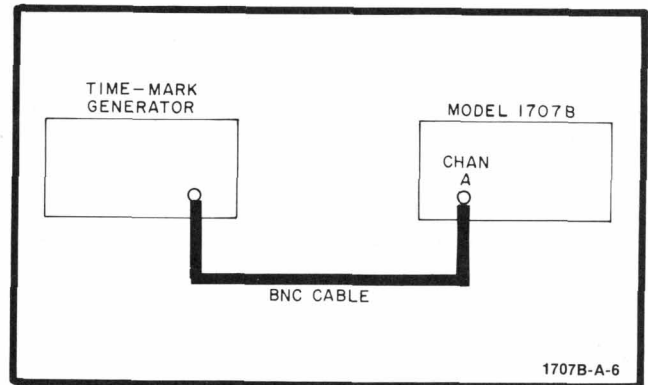 TIME-MARK
GENERATOR
MODEL 1707B
CHAN
A
BNC CABLE
1707B-A-6